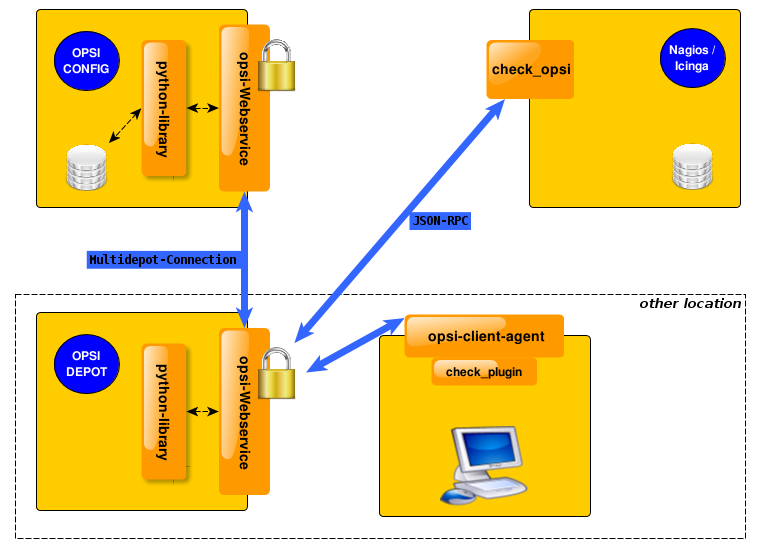 OPSI
CONFIG
python-library
opsi-Webservice
check_opsi
Nagios /
Icinga
JSON-RPC
Multidepot-Connection
other location
OPSI
DEPOT
python-library
opsi-Webservice
opsi-client-agent
check_plugin